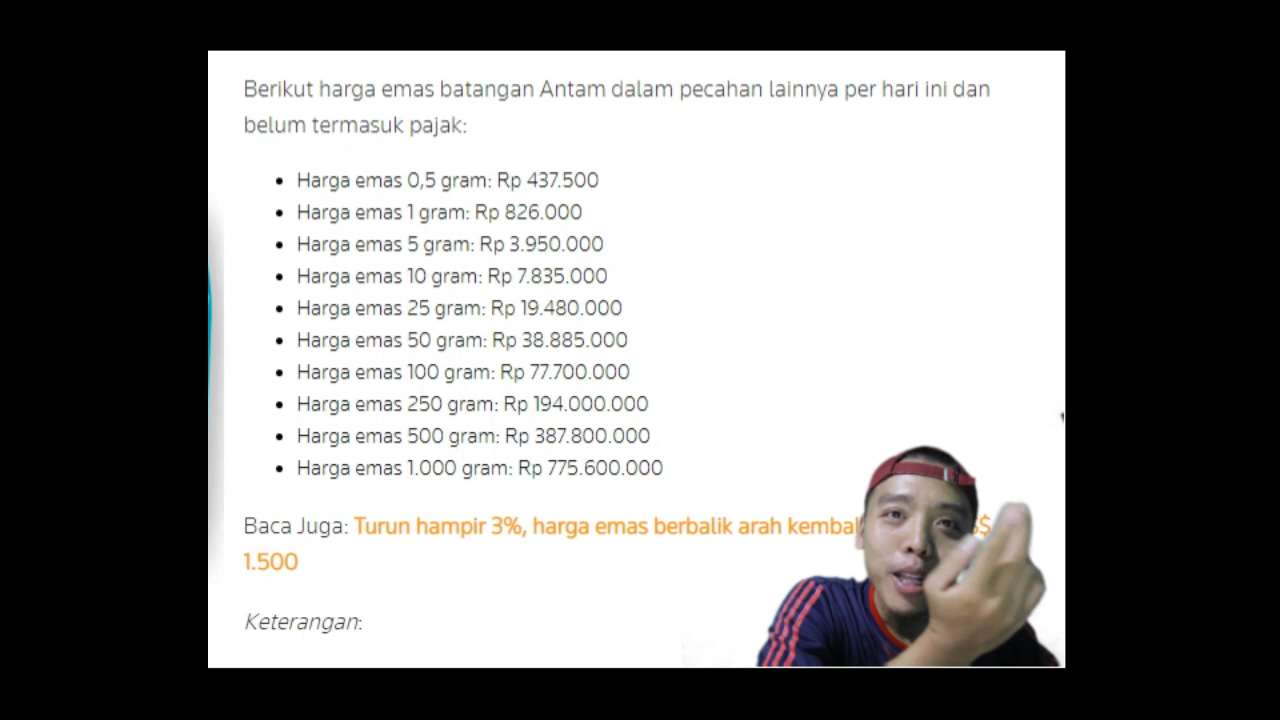 Berikut harga emas batangan Antam dalam pecahan lainnya per hari ini dan
belum termasuk pajak:
• Harga emas 0,5 gram: Rp 437.500
• Harga emas 1 gram: Rp 826.000
• Harga emas 5 gram: Rp 3.950.000
• Harga emas 10 gram: Rp 7.835.000
• Harga emas 25 gram: Rp 19.480.000
• Harga emas 50 gram: Rp 38.885.000
• Harga emas 100 gram: Rp 77.700.000
• Harga emas 250 gram: Rp 194.000.000
• Harga emas 500 gram: Rp 387.800.000
• Harga emas 1.000 gram: Rp 775.600.000
Baca Juga: Turun hampir 3%, harga emas berbalik arah
1.500
Keterangan: